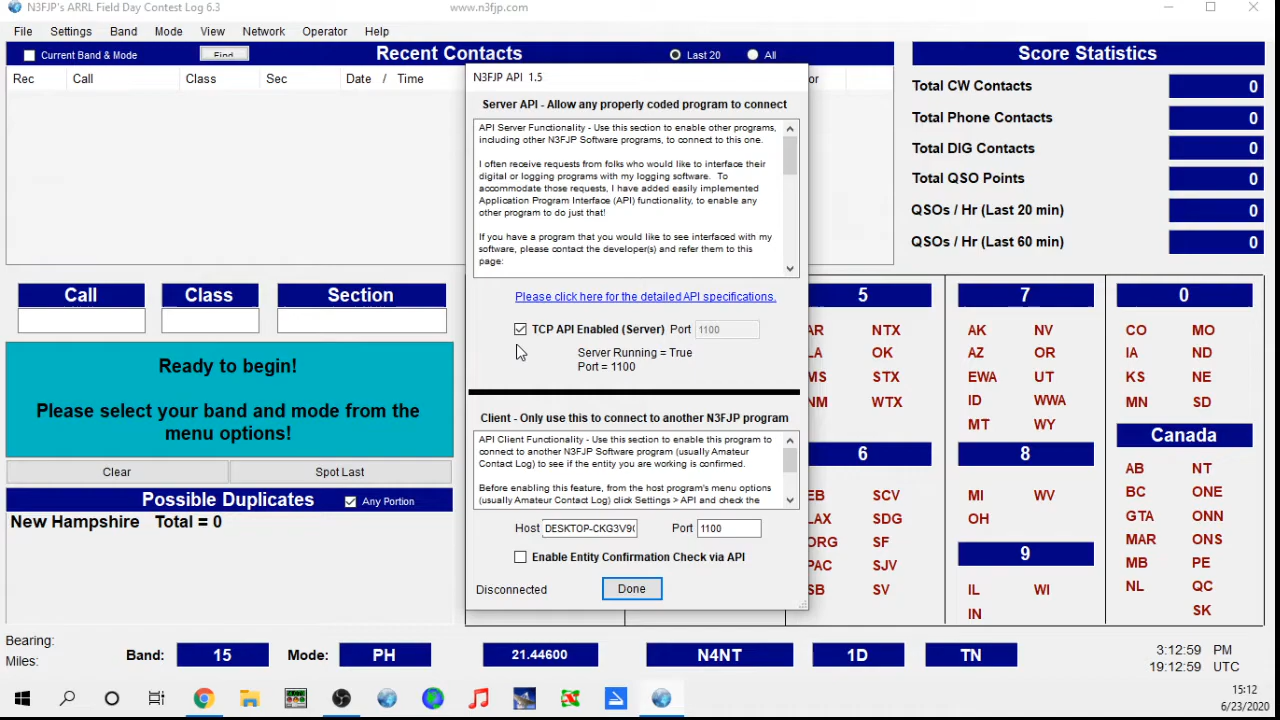 N3FJP's ARRL Field Day Contest Log 6.3
www.n3fjp.com
File Settings Band Mode View Network Operator Help
Current Band & Mode
Find
Recent Contacts
Last 20
All
Score Statistics
Rec Call Class Sec Date / Time
Total CW Contacts 0
Total Phone Contacts 0
Total DIG Contacts 0
Total QSO Points 0
QSOs / Hr (Last 20 min) 0
QSOs / Hr (Last 60 min) 0
N3FJP API 1.5
Server API - Allow any properly coded program to connect
API Server Functionality - Use this section to enable other programs,
including other N3FJP Software programs, to connect to this one.
I often receive requests from folks who would like to interface their
digital or logging programs with my logging software. To
accommodate those requests, I have added easily implemented
Application Program Interface (API) functionality, to enable any
other program to do just that!
If you have a program that you would like to see interfaced with my
software, please contact the developer(s) and refer them to this
page:
Please click here for the detailed API specifications.
TCP API Enabled (Server) Port 1100
Server Running = True
Port = 1100
Client - Only use this to connect to another N3FJP program
API Client Functionality - Use this section to enable this program to
connect to another N3FJP Software program (usually Amateur
Contact Log) to see if the entity you are working is confirmed.
Before enabling this feature, from the host program's menu options
(usually Amateur Contact Log) click Settings > API and check the
Host DESKTOP-CKG3V9
Port 1100
Enable Entity Confirmation Check via API
Disconnected
Done
Call Class Section
Ready to begin!
Please select your band and mode from the
menu options!
Clear
Spot Last
Possible Duplicates
Any Portion
New Hampshire Total = 0
5
AR NTX
LA OK
MS STX
NM WTX
6
EB SCV
LAX SDG
ORG SF
PAC SJV
SB SV
7
AK NV
AZ OR
EWA UT
ID WWA
MT WY
8
MI WV
OH
9
IL WI
IN
0
CO MO
IA ND
KS NE
MN SD
Canada
AB NT
BC ONE
GTA ONN
MAR ONS
MB PE
NL QC
SK
Bearing:
Miles:
Band: 15
Mode: PH
21.44600
N4NT
1D
TN
3:12:59 PM
19:12:59 UTC
15:12
6/23/2020